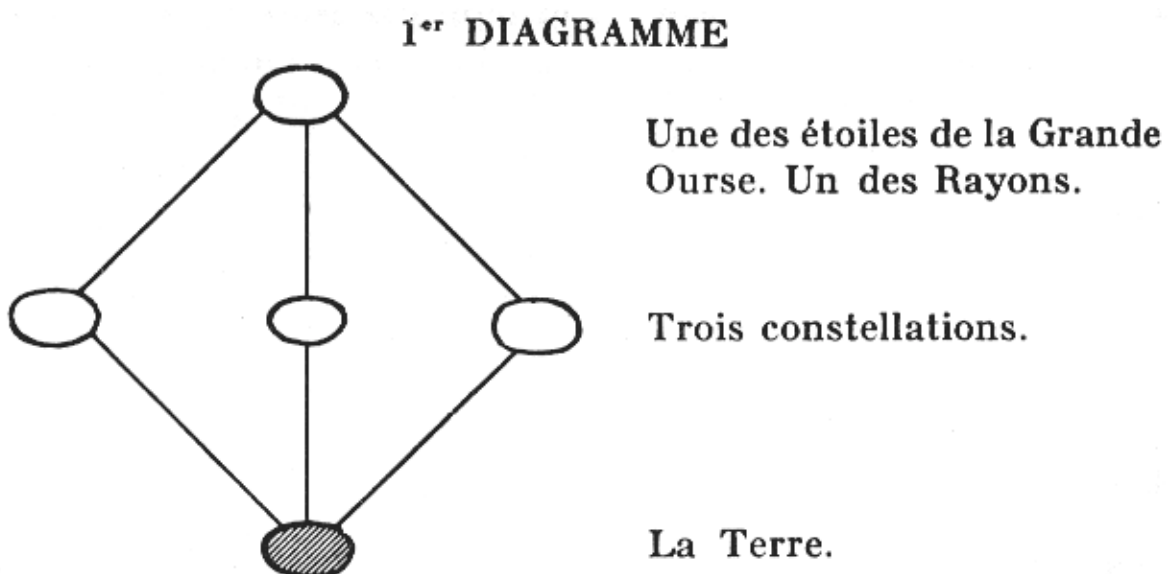 1er DIAGRAMME
Une des étoiles de la Grande
Ourse. Un des Rayons.
Trois constellations.
La Terre.